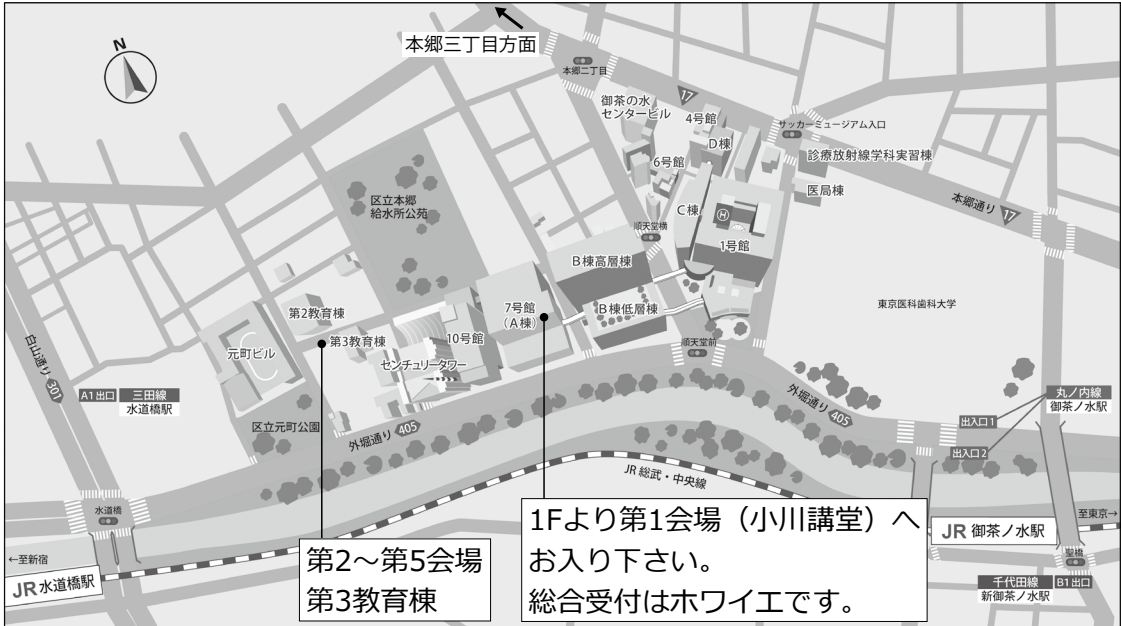 N
本郷三丁目方面
本郷二丁目
17
御茶の水
センタービル
4号館
D棟
サッカーミュージアム入口
診療放射線学科実習棟
6号館
医局棟
本郷通り 17
区立本郷
給水所公苑
C棟
H
順天堂横
1号館
B棟高層棟
東京医科歯科大学
7号館
(A棟)
B棟低層棟
第2教育棟
第3教育棟
10号館
元町ビル
センチュリータワー
順天堂前
白山通り 301
A1出口 三田線
水道橋駅
丸ノ内線
御茶ノ水駅
外堀通り 405
出入口1
区立元町公園
外堀通り 405
出入口2
JR総武・中央線
水道橋
1Fより第1会場（小川講堂）へ
お入り下さい。
総合受付はホワイエです。
至東京→
JR 御茶ノ水駅
第2～第5会場
第3教育棟
←至新宿
JR 水道橋駅
聖橋
千代田線 B1出口
新御茶ノ水駅